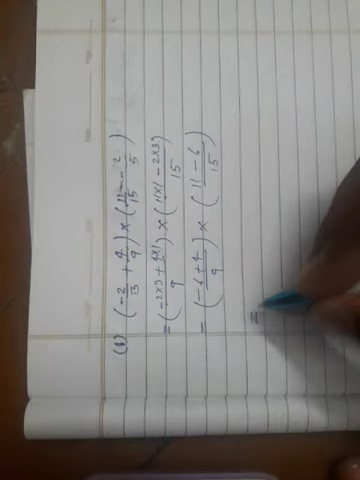 (1) (-2/3 + 4/9) × (11/15 - 2/5)
= (-2×3 + 4×1 / 9) × (11×1 - 2×3 / 15)
= (-6+4 / 9) × (11 - 6 / 15)
=